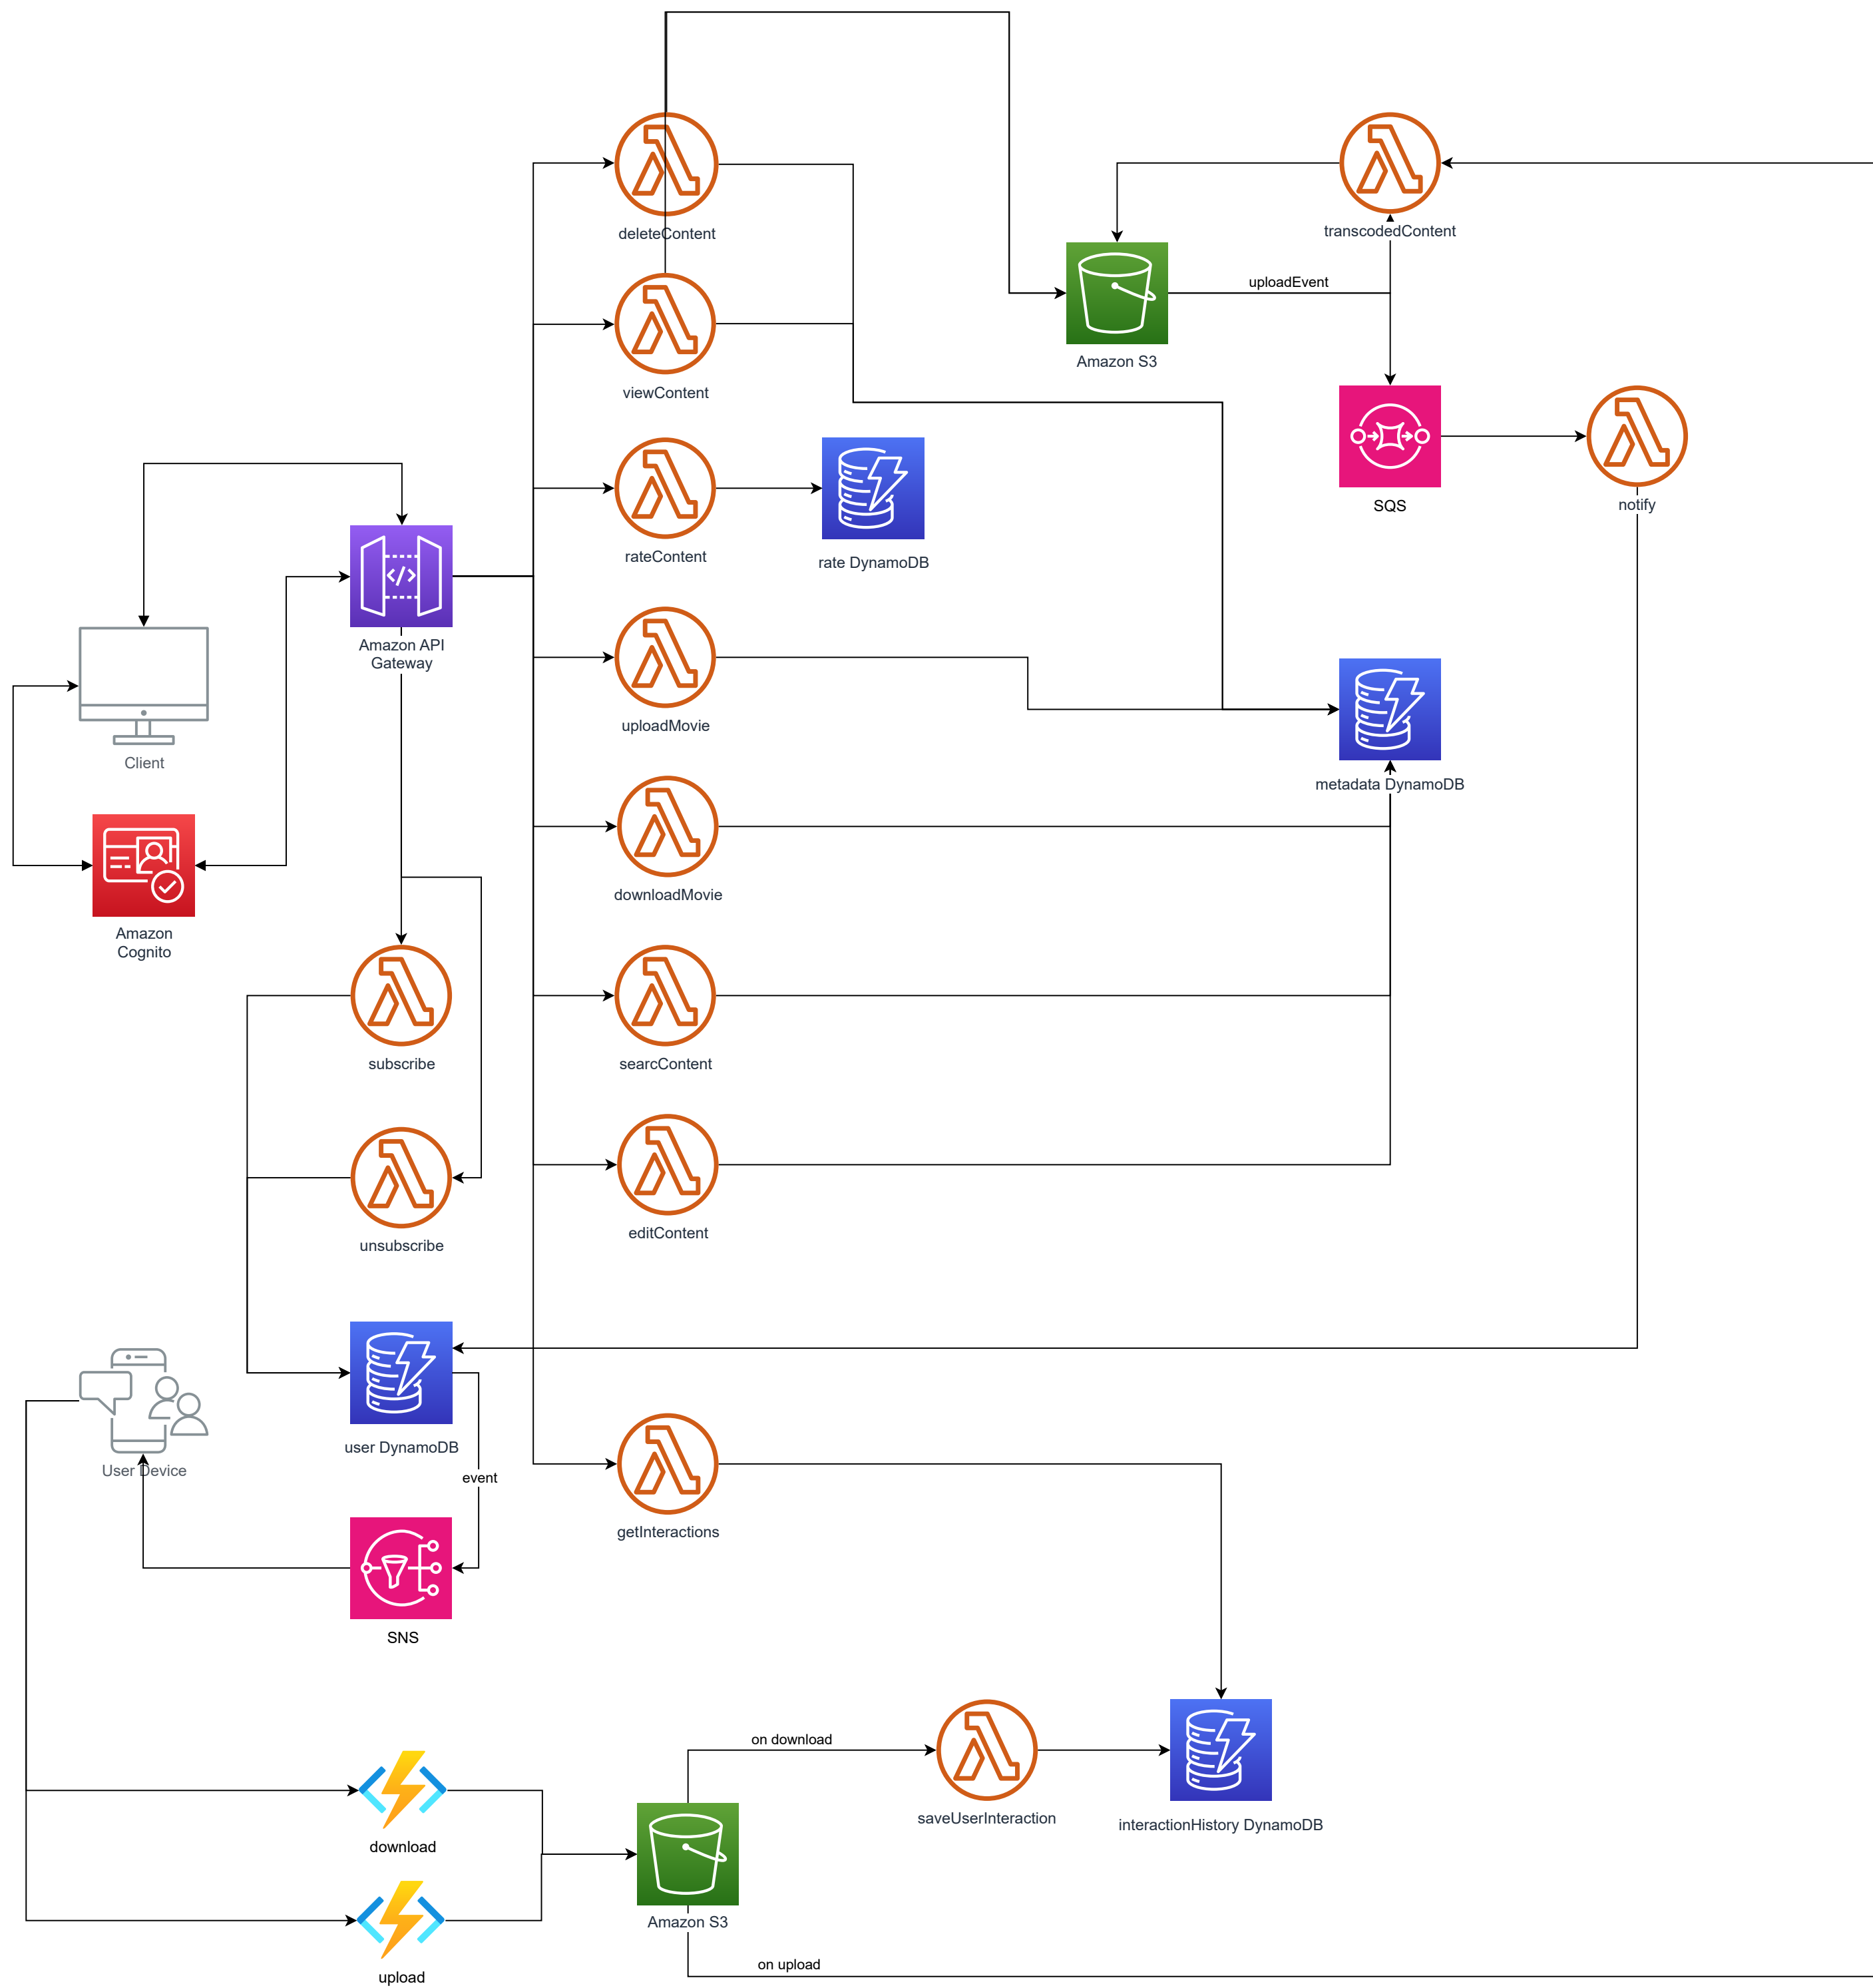 deleteContent
transcodedContent
uploadEvent
Amazon S3
viewContent
SQS
notify
rateContent
rate DynamoDB
Amazon API
Gateway
uploadMovie
Client
metadata DynamoDB
downloadMovie
Amazon
Cognito
subscribe
searcContent
unsubscribe
editContent
user DynamoDB
User Device
event
getInteractions
SNS
on download
saveUserInteraction
interactionHistory DynamoDB
download
Amazon S3
on upload
upload